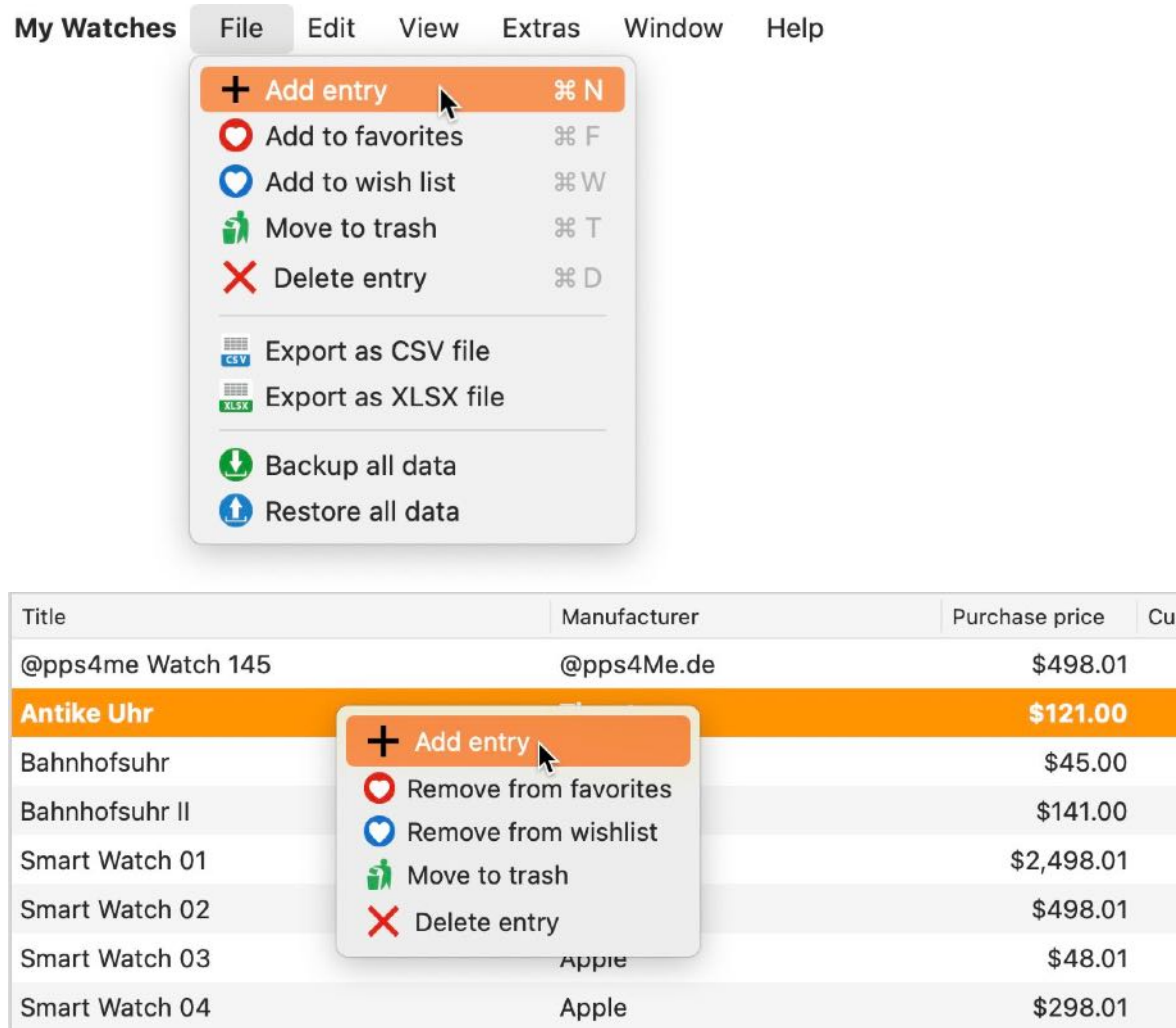 My Watches File Edit View Extras Window Help
Add entry ⌘ N
Add to favorites ⌘ F
Add to wish list ⌘ W
Move to trash ⌘ T
Delete entry ⌘ D
CSV Export as CSV file
XLSX Export as XLSX file
Backup all data
Restore all data
Title Manufacturer Purchase price Cu
@pps4me Watch 145 @pps4Me.de $498.01
Antike Uhr $121.00
Add entry
Bahnhofsuhr $45.00
Remove from favorites
Bahnhofsuhr II $141.00
Remove from wishlist
Smart Watch 01 $2,498.01
Move to trash
Smart Watch 02 $498.01
Delete entry
Smart Watch 03 Apple $48.01
Smart Watch 04 Apple $298.01